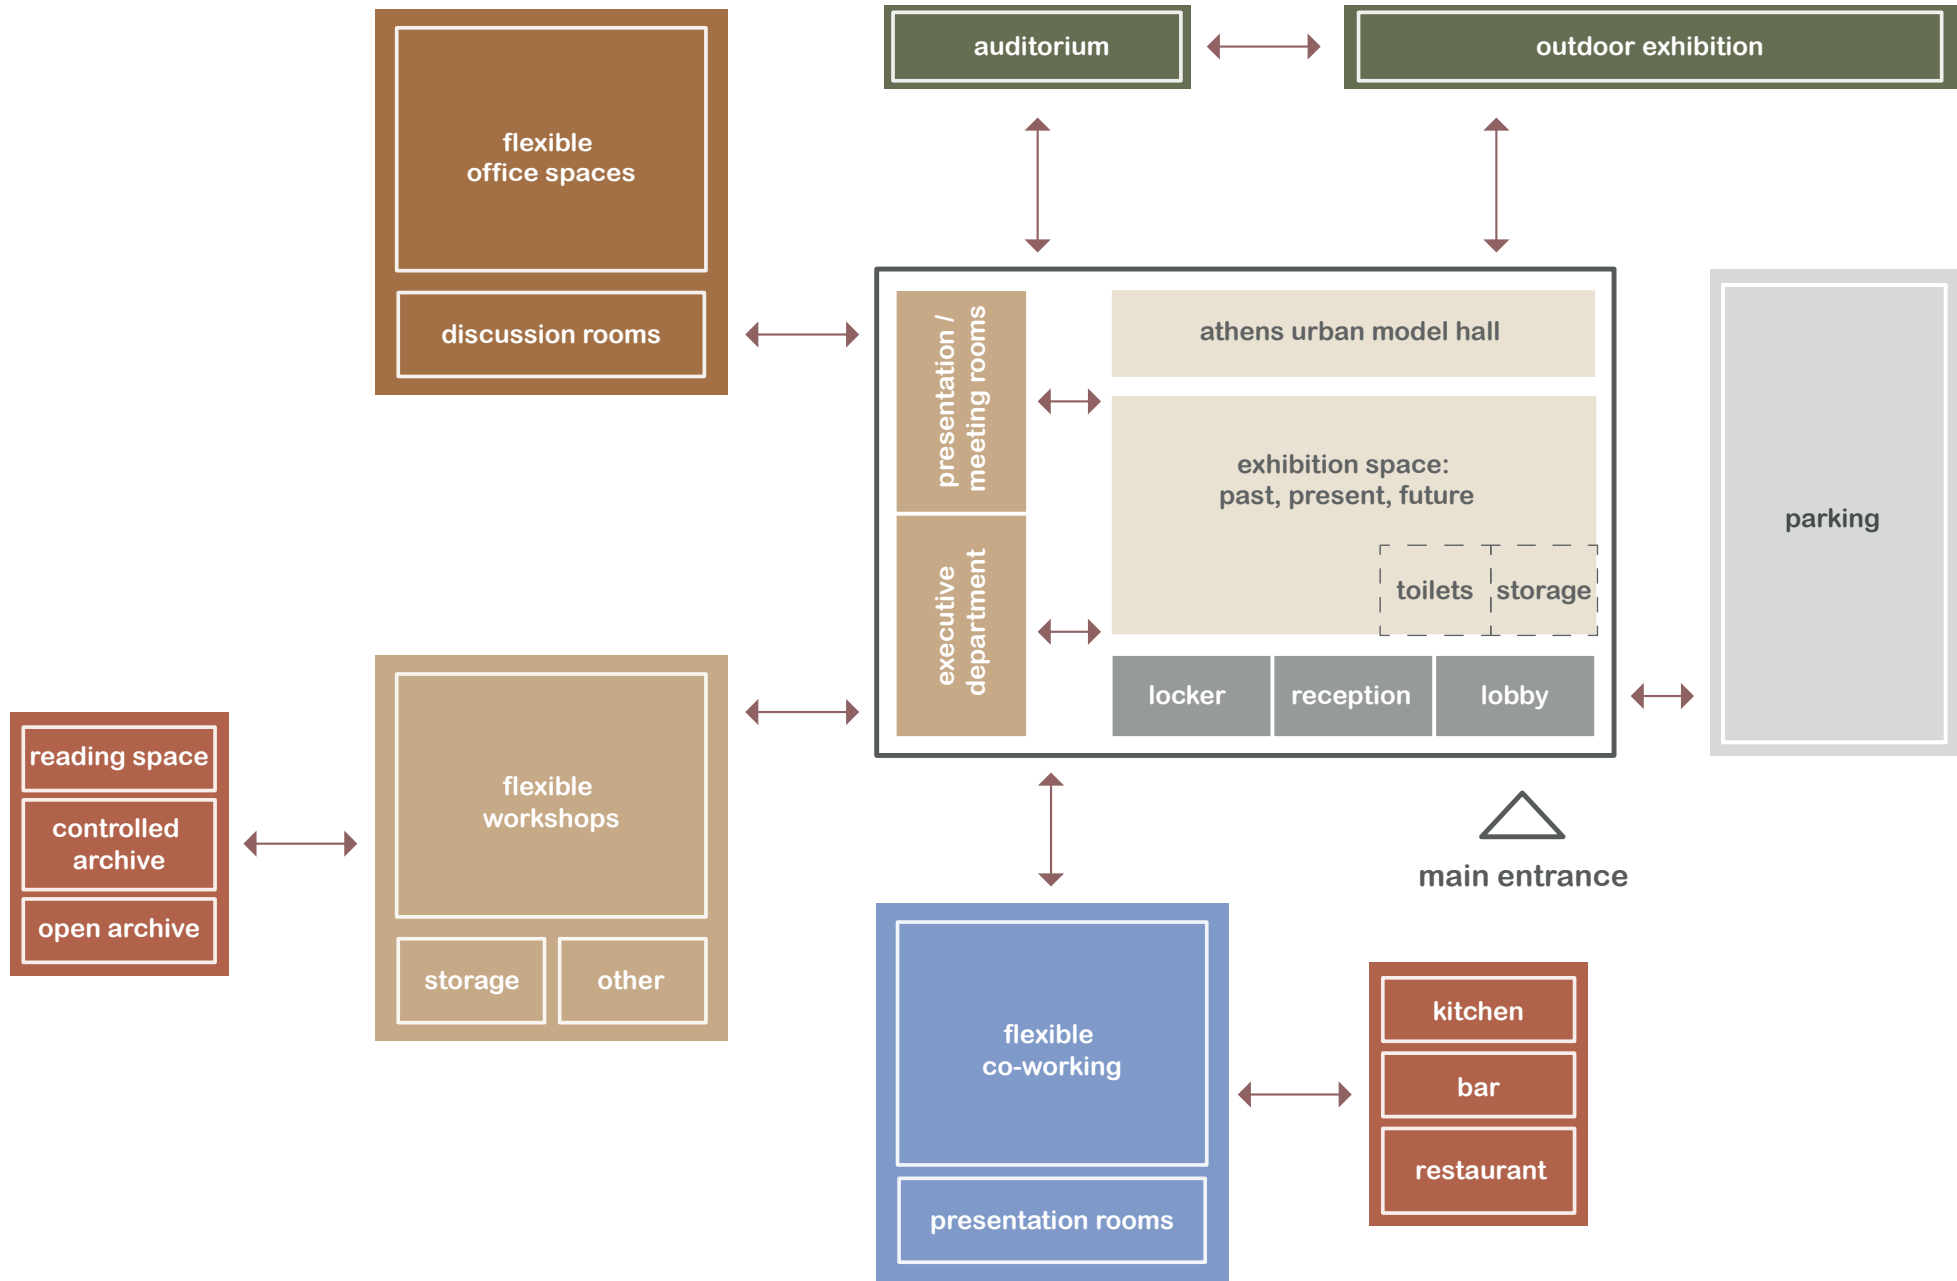 auditorium
outdoor exhibition
flexible
office spaces
discussion rooms
presentation /
meeting rooms
athens urban model hall
exhibition space:
past, present, future
toilets
storage
executive
department
locker
reception
lobby
parking
main entrance
reading space
controlled
archive
open archive
flexible
workshops
storage
other
flexible
co-working
presentation rooms
kitchen
bar
restaurant